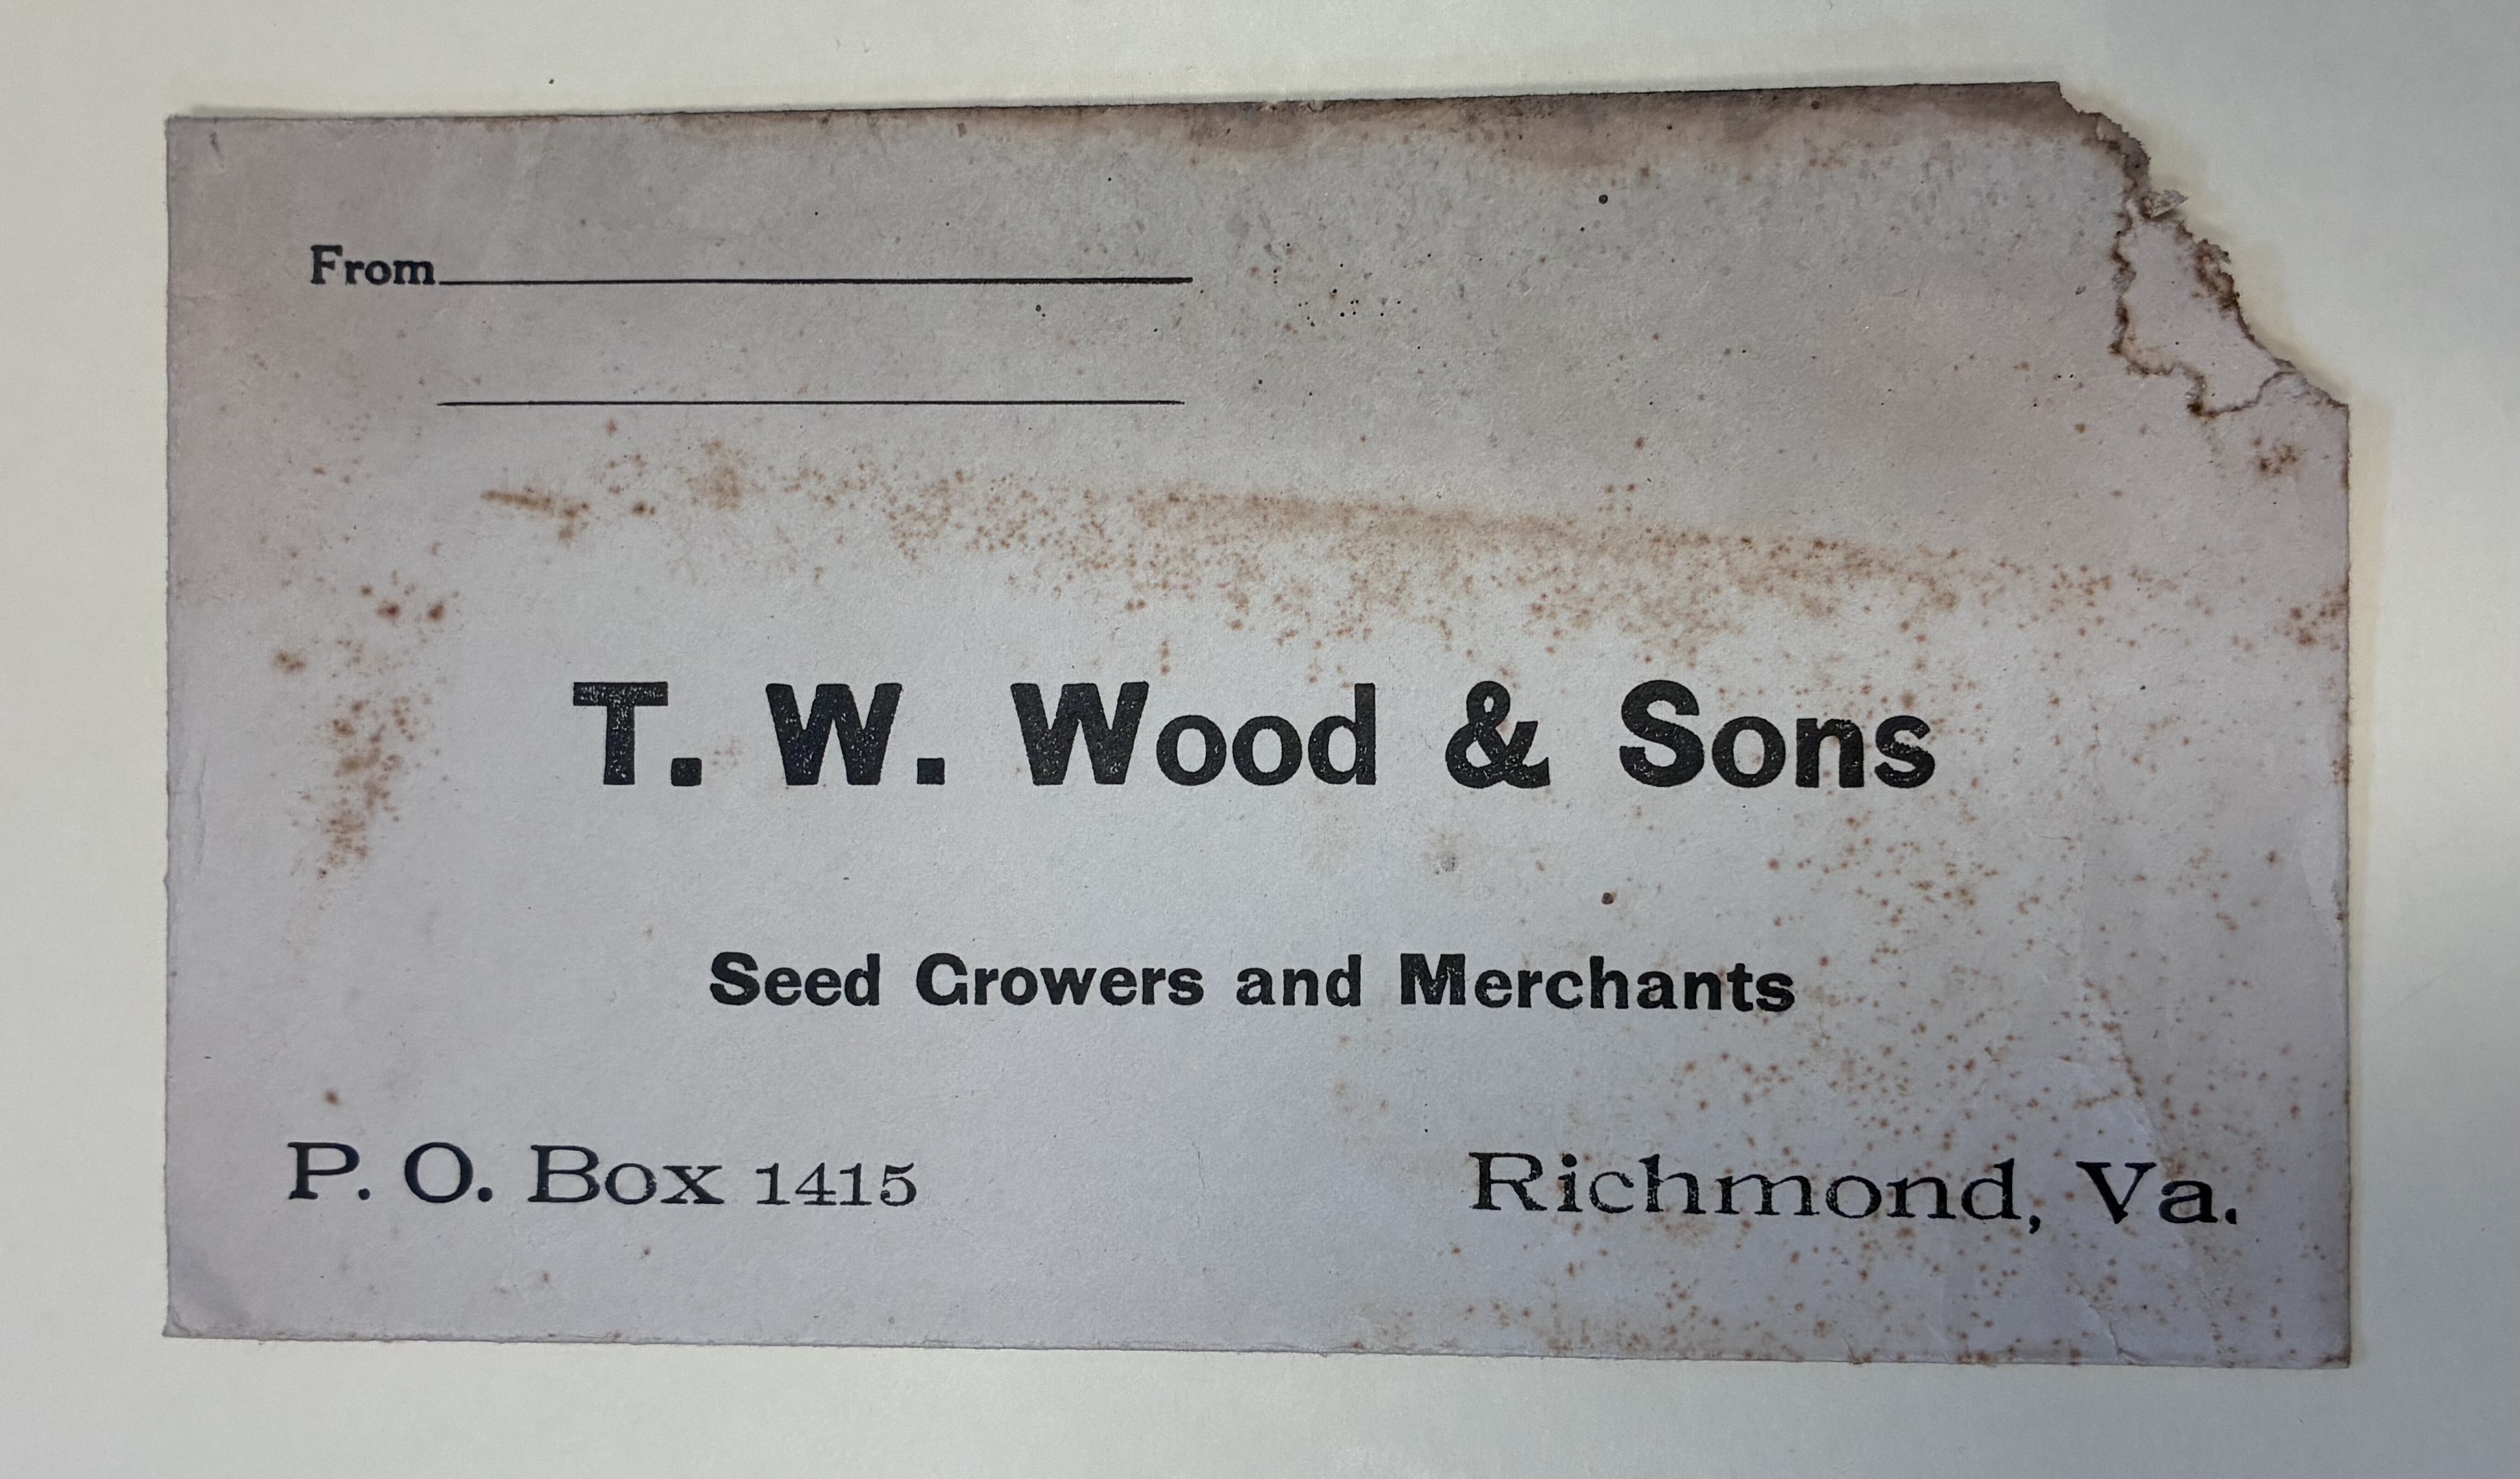 From
T. W. Wood & Sons
Seed Growers and Merchants
P. O. Box 1415
Richmond, Va.